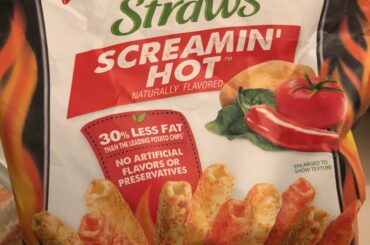 Straws
SCREAMIN'
HOT™
NATURALLY FLAVORED
30% LESS FAT
THAN THE LEADING POTATO CHIPS*
NO ARTIFICIAL
FLAVORS OR
PRESERVATIVES
ENLARGED TO
SHOW TEXTURE